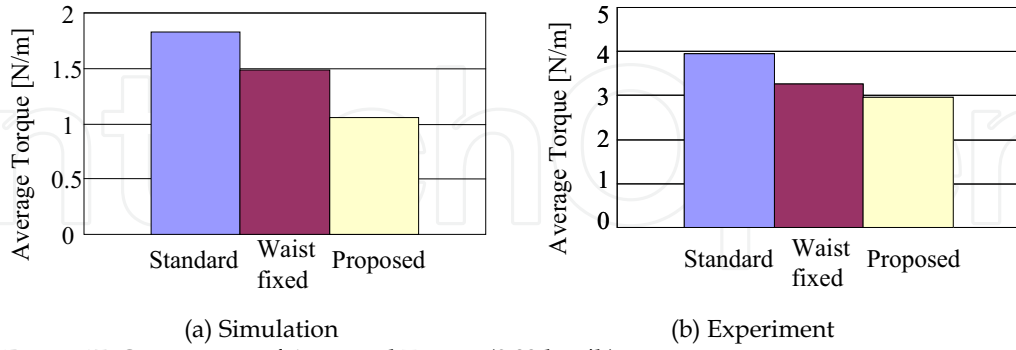 Average Torque [N/m]
2
1.5
1
0.5
0
Standard
Waist fixed
Proposed
(a) Simulation
Average Torque [N/m]
5
4
3
2
1
0
Standard
Waist fixed
Proposed
(b) Experiment